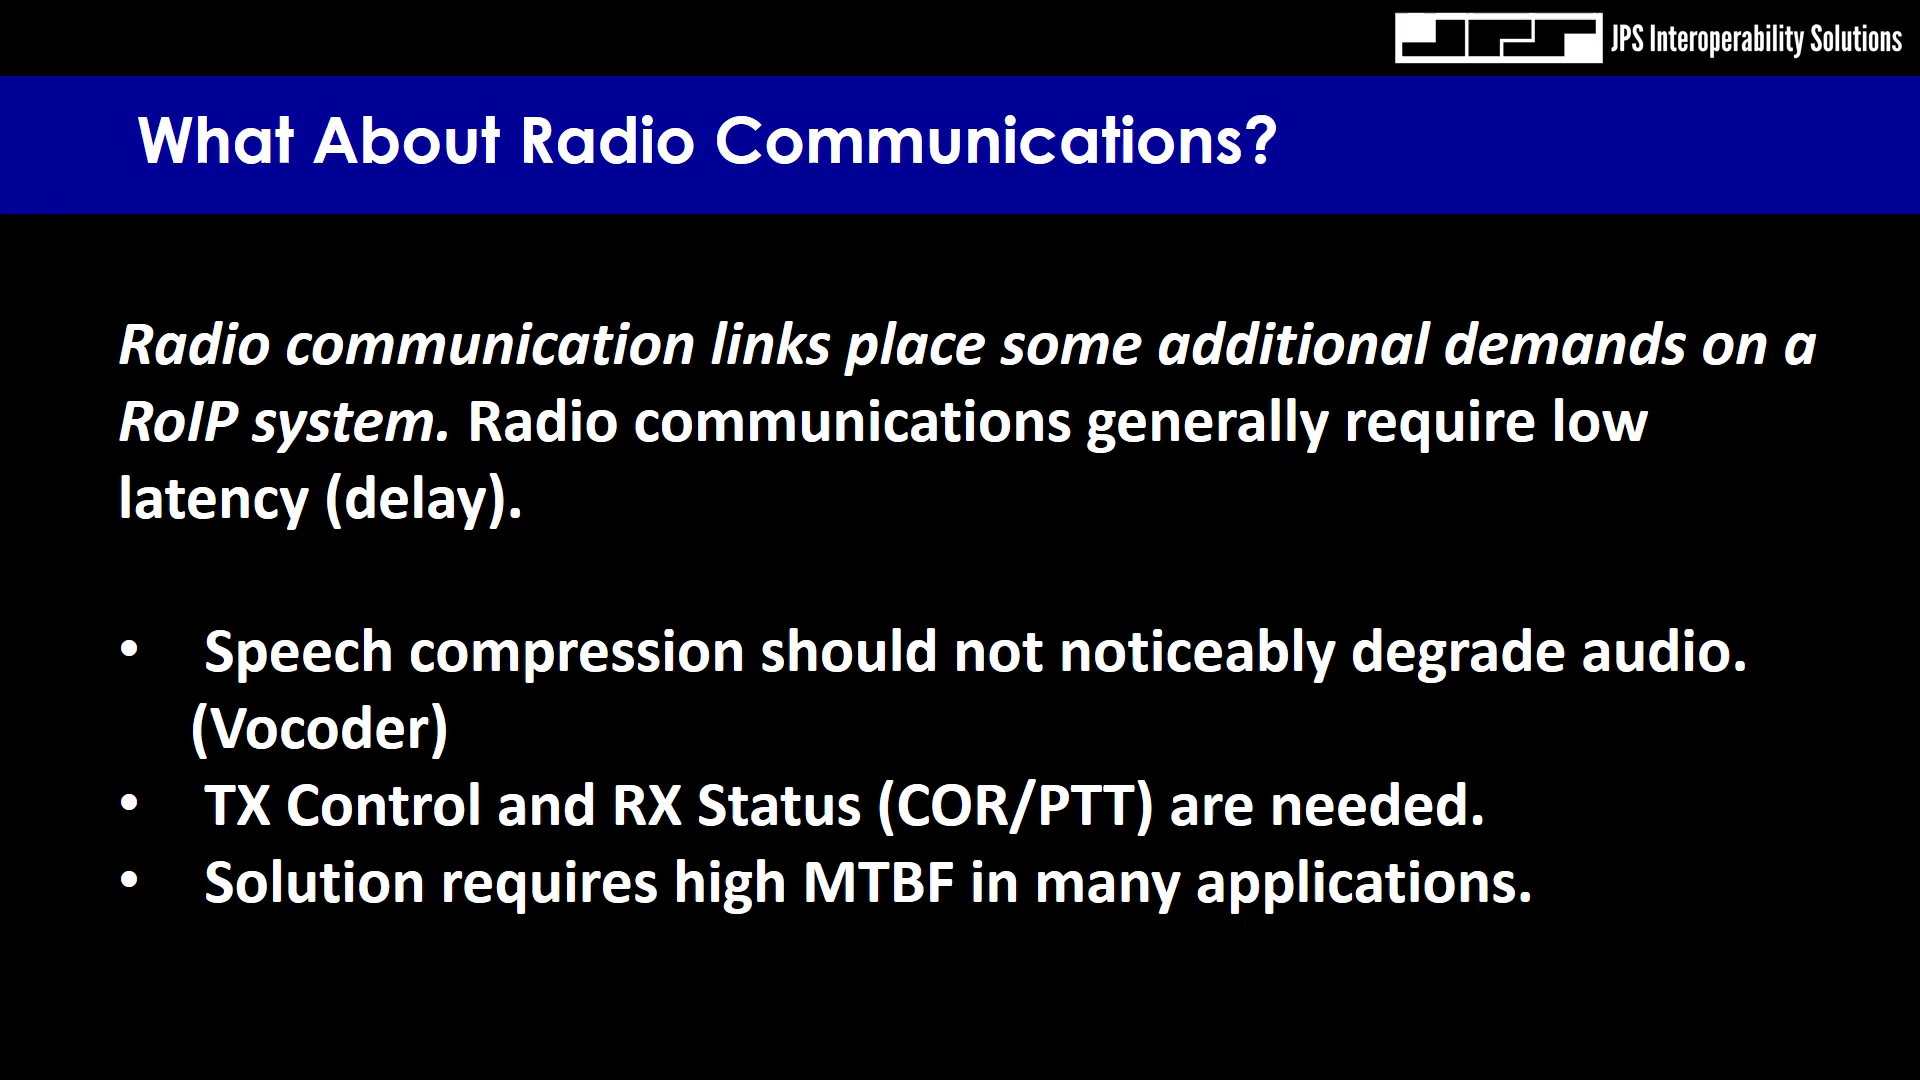 JPS JPS Interoperability Solutions
What About Radio Communications?
Radio communication links place some additional demands on a
RoIP system. Radio communications generally require low
latency (delay).
• Speech compression should not noticeably degrade audio.
(Vocoder)
• TX Control and RX Status (COR/PTT) are needed.
• Solution requires high MTBF in many applications.